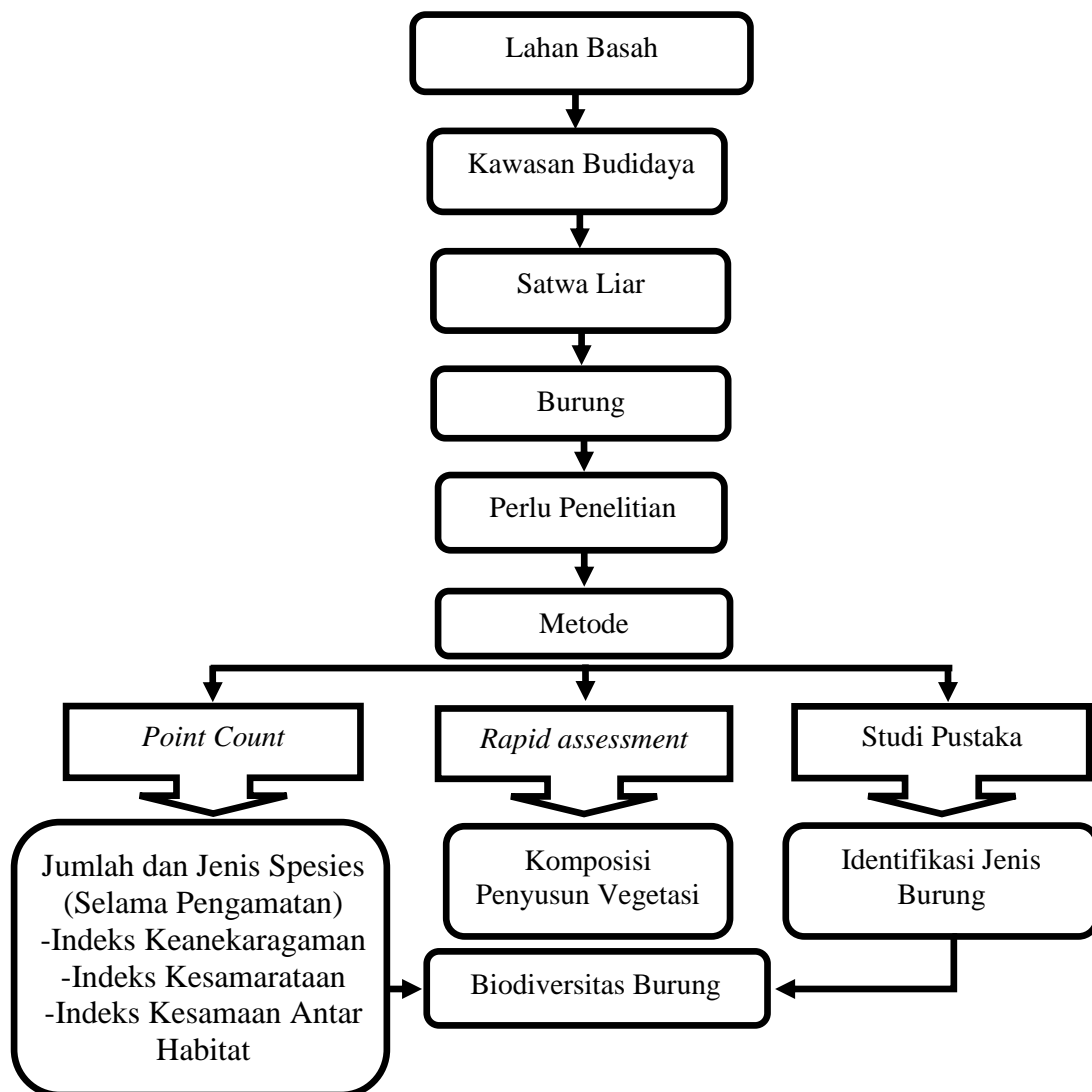 Lahan Basah
Kawasan Budidaya
Satwa Liar
Burung
Perlu Penelitian
Metode
Point Count
Rapid assessment
Studi Pustaka
Jumlah dan Jenis Spesies
(Selama Pengamatan)
-Indeks Keanekaragaman
-Indeks Kesamarataan
-Indeks Kesamaan Antar
Habitat
Komposisi
Penyusun Vegetasi
Identifikasi Jenis
Burung
Biodiversitas Burung